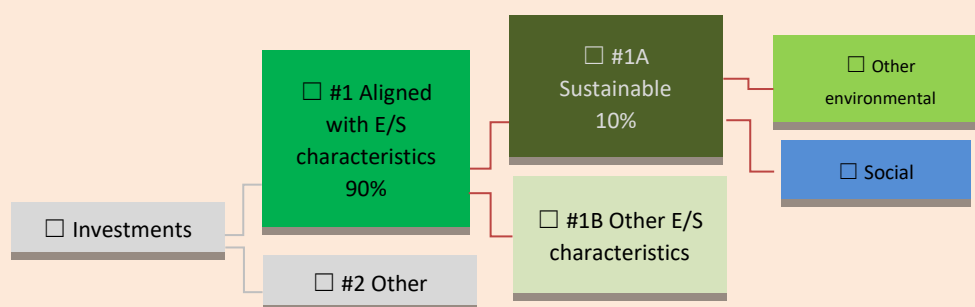 ☐ Investments
☐ #1 Aligned
with E/S
characteristics
90%
☐ #2 Other
☐ #1A
Sustainable
10%
☐ #1B Other E/S
characteristics
☐ Other
environmental
☐ Social